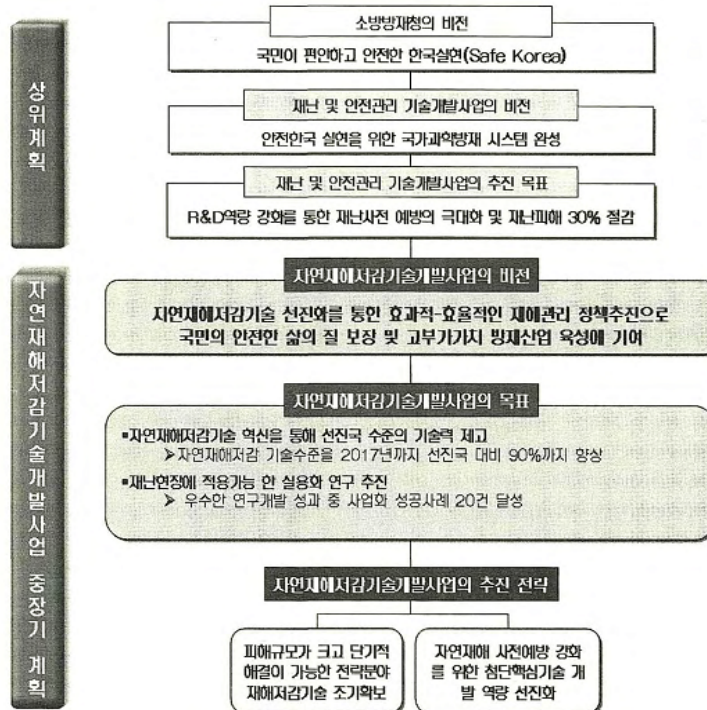 상위계획
소방방재청의 비전
국민이 편안하고 안전한 한국실현(Safe Korea)
재난 및 안전관리 기술개발사업의 비전
안전한국 실현을 위한 국가과학방재 시스템 완성
재난 및 안전관리 기술개발사업의 추진 목표
R&D역량 강화를 통한 재난사전 예방의 극대화 및 재난피해 30% 절감
자연재해저감기술개발사업 중장기 계획
자연재해저감기술개발사업의 비전
자연재해저감기술 선진화를 통한 효과적-효율적인 재해관리 정책추진으로
국민의 안전한 삶의 질 보장 및 고부가가치 방재산업 육성에 기여
자연재해저감기술개발사업의 목표
▪자연재해저감기술 혁신을 통해 선진국 수준의 기술력 제고
➢자연재해저감 기술수준을 2017년까지 선진국 대비 90%까지 향상
▪재난현장에 적용가능 한 실용화 연구 추진
➢ 우수한 연구개발 성과 중 사업화 성공사례 20건 달성
자연재해저감기술개발사업의 추진 전략
피해규모가 크고 단기적
해결이 가능한 전략분야
재해저감기술 조기확보
자연재해 사전예방 강화
를 위한 첨단핵심기술 개
발 역량 선진화